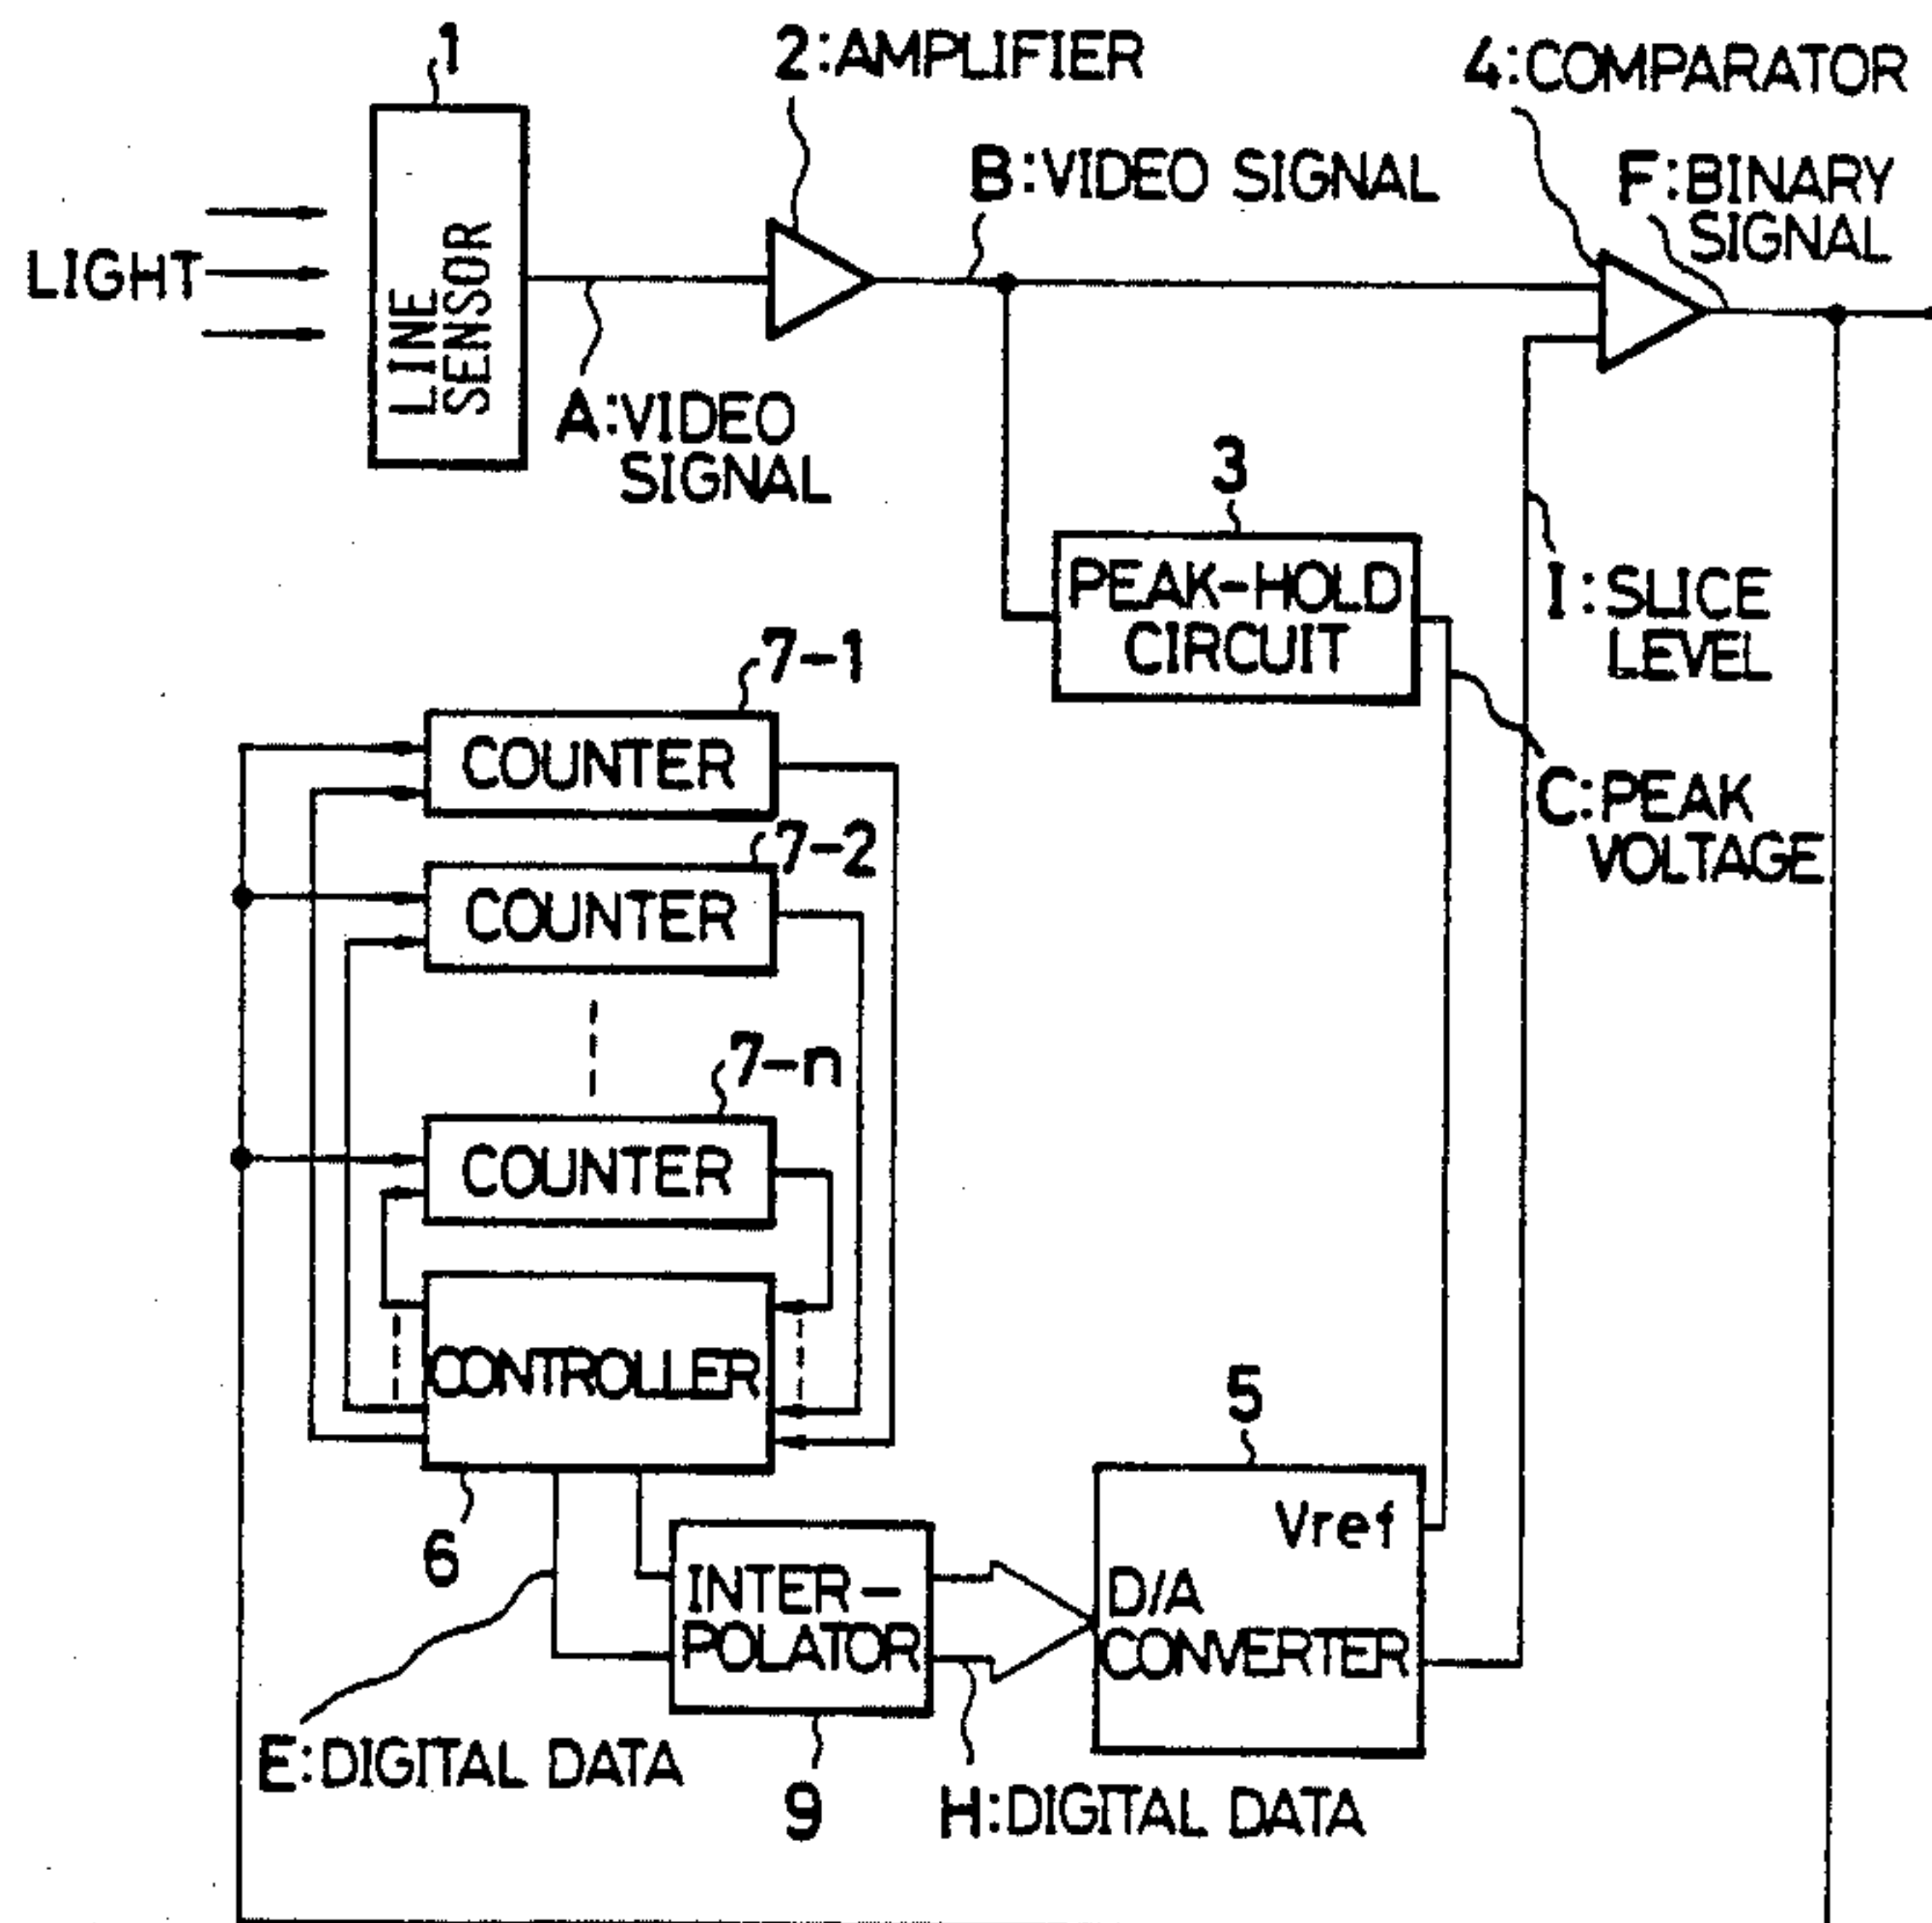 1
2:AMPLIFIER
4:COMPARATOR
B:VIDEO SIGNAL
F:BINARY
SIGNAL
LIGHT
LINE
SENSOR
A:VIDEO
SIGNAL
3
PEAK-HOLD
CIRCUIT
I:SLICE
LEVEL
7-1
COUNTER
C:PEAK
VOLTAGE
7-2
COUNTER
7-n
COUNTER
CONTROLLER
6
5
Vref
D/A
CONVERTER
INTER-
POLATOR
E:DIGITAL DATA
9
H:DIGITAL DATA